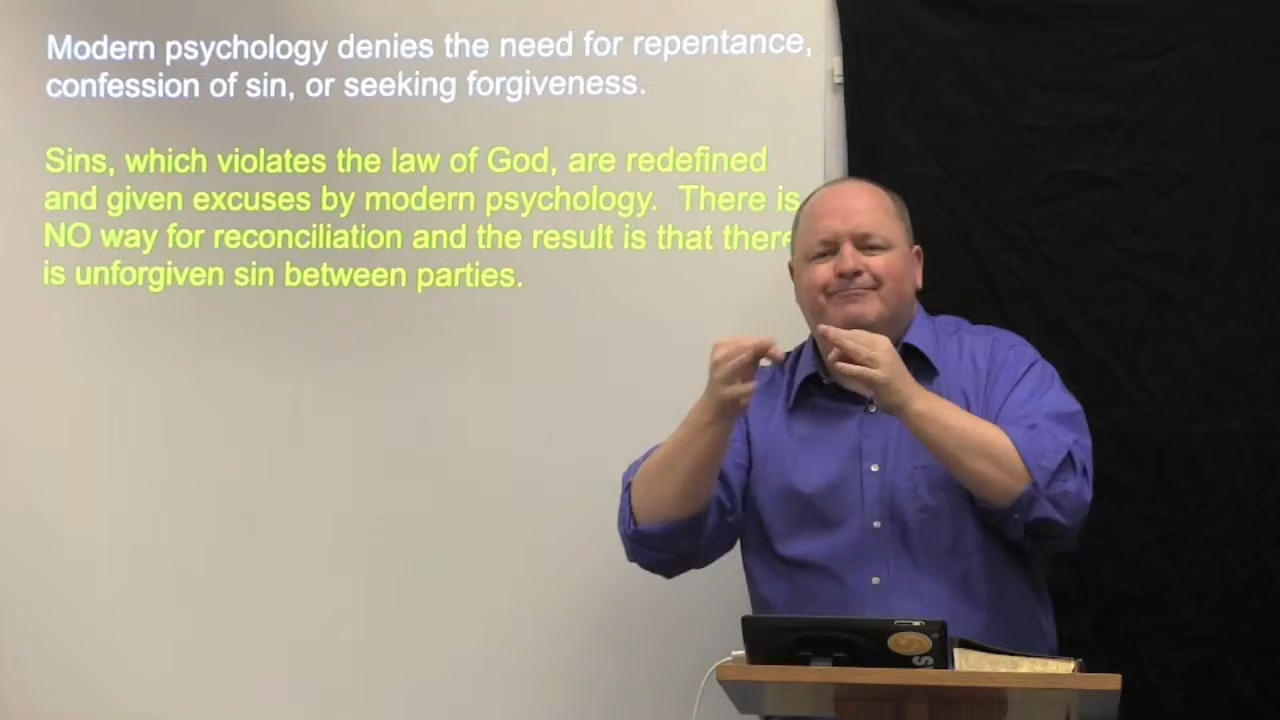 Modern psychology denies the need for repentance,
confession of sin, or seeking forgiveness.
Sins, which violates the law of God, are redefined
and given excuses by modern psychology. There is
NO way for reconciliation and the result is that there
is unforgiven sin between parties.